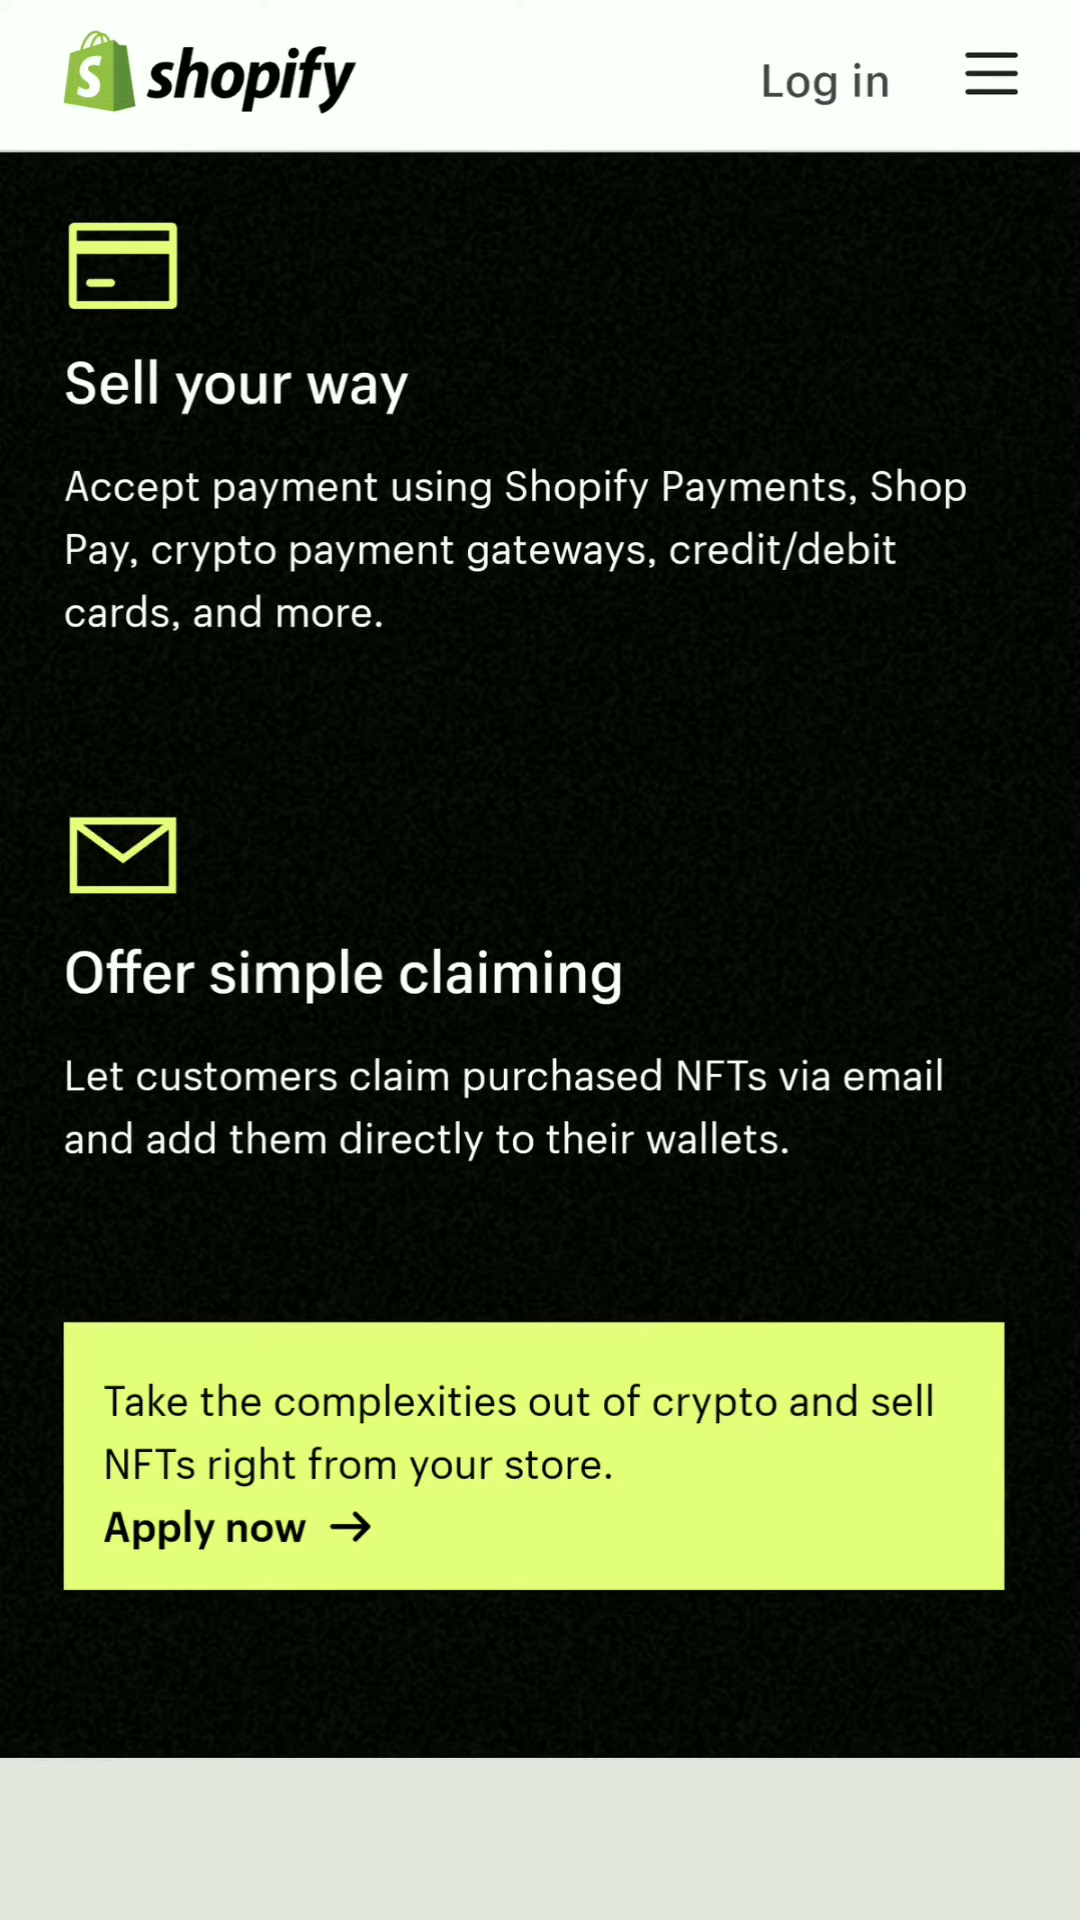 shopify
Log in
Sell your way
Accept payment using Shopify Payments, Shop
Pay, crypto payment gateways, credit/debit
cards, and more.
Offer simple claiming
Let customers claim purchased NFTs via email
and add them directly to their wallets.
Take the complexities out of crypto and sell
NFTs right from your store.
Apply now →